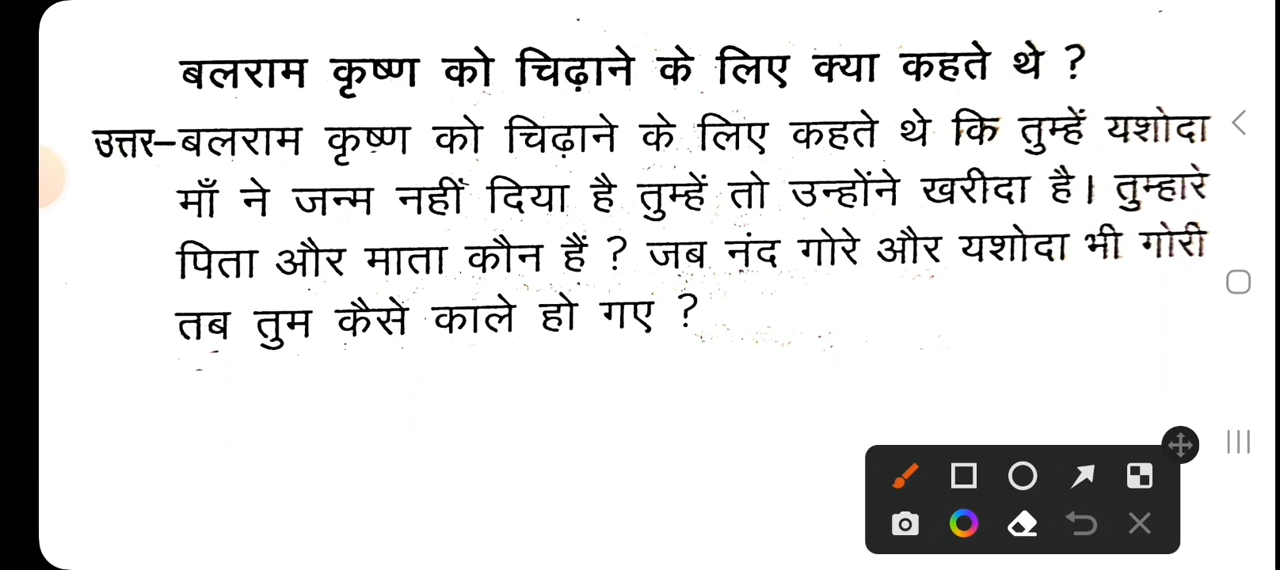 बलराम कृष्ण को चिढ़ाने के लिए क्या कहते थे ?
उत्तर–बलराम कृष्ण को चिढ़ाने के लिए कहते थे कि तुम्हें यशोदा
माँ ने जन्म नहीं दिया है तुम्हें तो उन्होंने खरीदा है। तुम्हारे
पिता और माता कौन हैं ? जब नंद गोरे और यशोदा भी गोरी
तब तुम कैसे काले हो गए ?